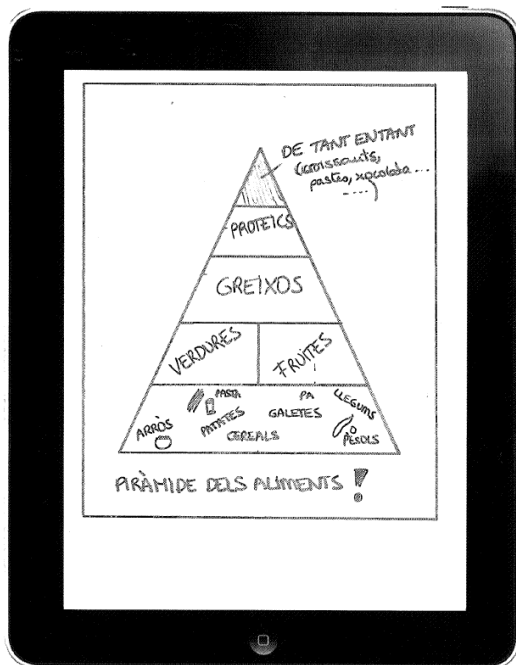 DE TANT EN TANT
(croissants,
pastes, xocolata ...
....)
PROTEICS
GREIXOS
VERDURES
FRUITES
PASTA
PA
LLEGUMS
PATATES
GALETES
ARRÒS
CEREALS
PÈSOLS
PIRÀMIDE DELS ALIMENTS!